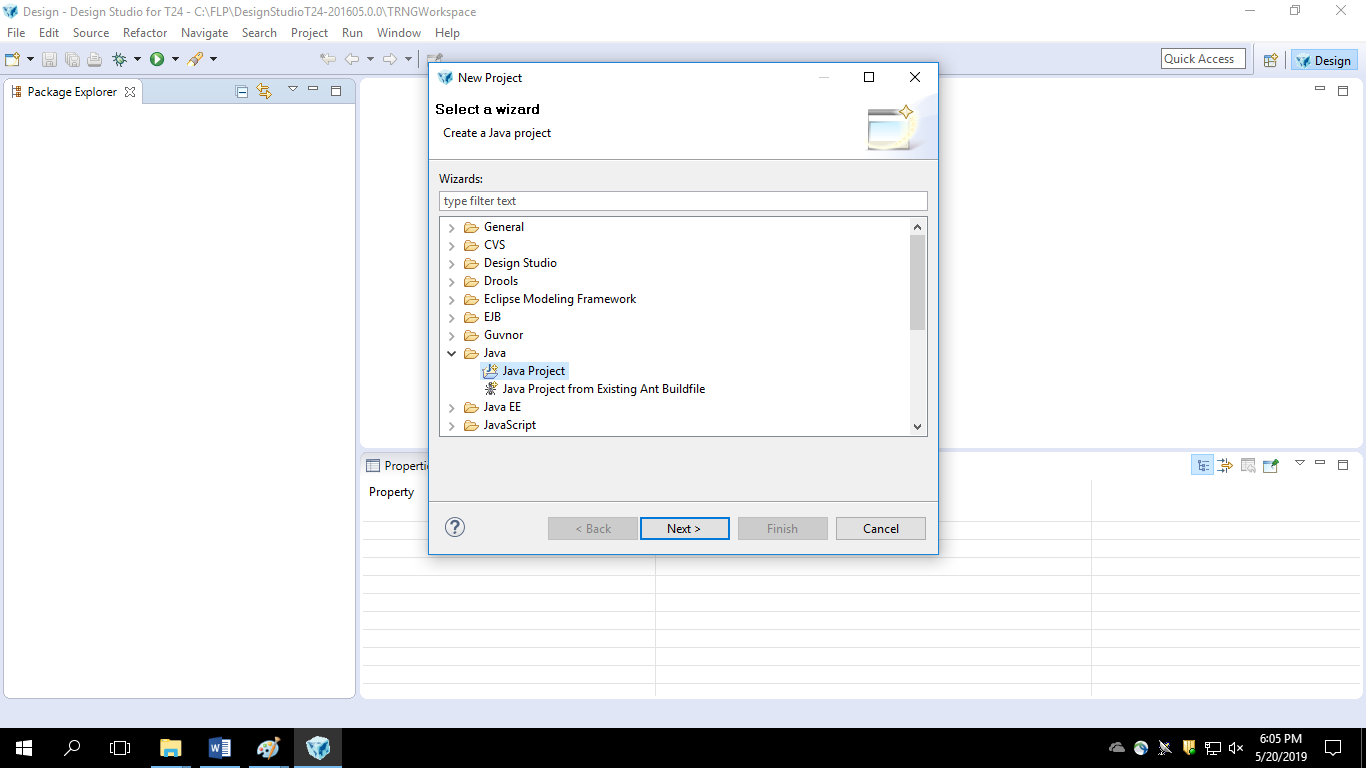 Design - Design Studio for T24 - C:\FLP\DesignStudioT24-201605.0.0\TRNGWorkspace
File Edit Source Refactor Navigate Search Project Run Window Help
Quick Access
Design
Package Explorer
New Project
Select a wizard
Create a Java project
Wizards:
type filter text
General
CVS
Design Studio
Drools
Eclipse Modeling Framework
EJB
Guvnor
Java
Java Project
Java Project from Existing Ant Buildfile
Java EE
JavaScript
< Back Next > Finish Cancel
Properti
Property
6:05 PM
5/20/2019